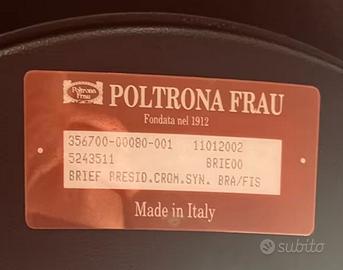 Poltrona
Frau
POLTRONA FRAU
Fondata nel 1912
356700-00080-001 11012002
5243511 BRIE00
BRIEF PRESID.CROM.SYN. BRA/FIS
Made in Italy
subito